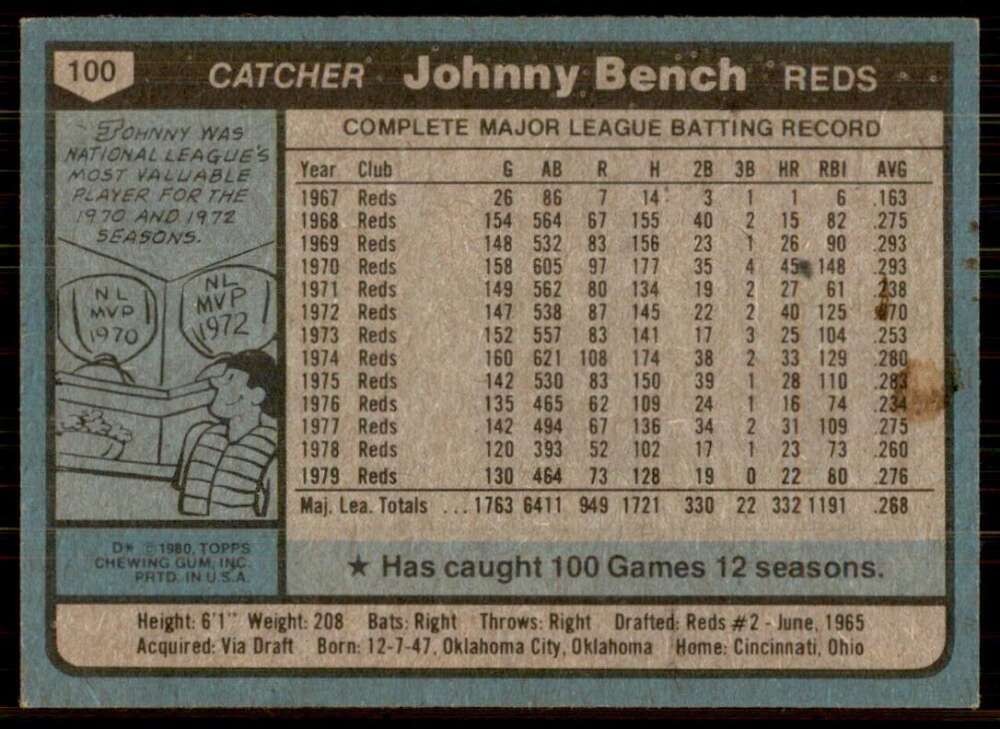 100 CATCHER Johnny Bench REDS
JOHNNY WAS
NATIONAL LEAGUE'S
MOST VALUABLE
PLAYER FOR THE
1970 AND 1972
SEASONS.
NL
MVP
1970
NL
MVP
1972
D* © 1980, TOPPS
CHEWING GUM, INC.
PRTD. IN U.S.A.
COMPLETE MAJOR LEAGUE BATTING RECORD
Year Club G AB R H 2B 3B HR RBI AVG
1967 Reds 26 86 7 14 3 1 1 6 .163
1968 Reds 154 564 67 155 40 2 15 82 .275
1969 Reds 148 532 83 156 23 1 26 90 .293
1970 Reds 158 605 97 177 35 4 45 148 .293
1971 Reds 149 562 80 134 19 2 27 61 .238
1972 Reds 147 538 87 145 22 2 40 125 .270
1973 Reds 152 557 83 141 17 3 25 104 .253
1974 Reds 160 621 108 174 38 2 33 129 .280
1975 Reds 142 530 83 150 39 1 28 110 .283
1976 Reds 135 465 62 109 24 1 16 74 .234
1977 Reds 142 494 67 136 34 2 31 109 .275
1978 Reds 120 393 52 102 17 1 23 73 .260
1979 Reds 130 464 73 128 19 0 22 80 .276
Maj. Lea. Totals ... 1763 6411 949 1721 330 22 332 1191 .268
★ Has caught 100 Games 12 seasons.
Height: 6'1" Weight: 208 Bats: Right Throws: Right Drafted: Reds #2 - June, 1965
Acquired: Via Draft Born: 12-7-47, Oklahoma City, Oklahoma Home: Cincinnati, Ohio